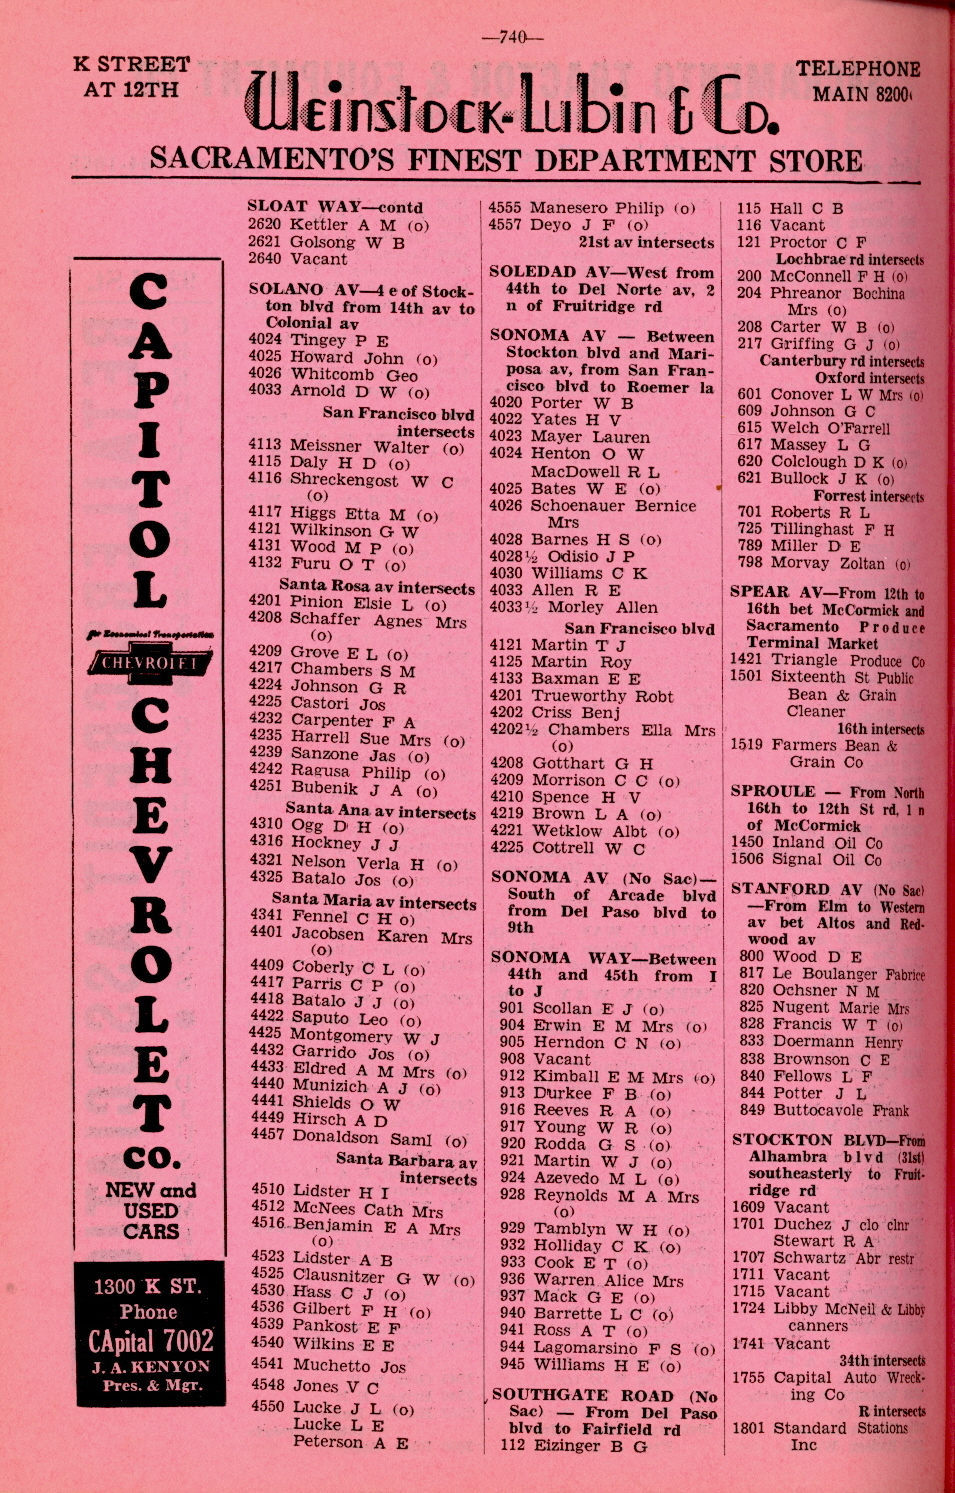 —740—
K STREET
AT 12TH
Weinstock-Lubin & Co.
TELEPHONE
MAIN 8200
SACRAMENTO'S FINEST DEPARTMENT STORE
CAPITOL
for Economical Transportation
CHEVROLET
CHEVROLET
CO.
NEW and
USED
CARS
1300 K ST.
Phone
CApital 7002
J. A. KENYON
Pres. & Mgr.
SLOAT WAY—contd
2620 Kettler A M (o)
2621 Golsong W B
2640 Vacant
SOLANO AV—4 e of Stock-
ton blvd from 14th av to
Colonial av
4024 Tingey P E
4025 Howard John (o)
4026 Whitcomb Geo
4033 Arnold D W (o)
San Francisco blvd
intersects
4113 Meissner Walter (o)
4115 Daly H D (o)
4116 Shreckengost W C
(o)
4117 Higgs Etta M (o)
4121 Wilkinson G W
4131 Wood M P (o)
4132 Furu O T (o)
Santa Rosa av intersects
4201 Pinion Elsie L (o)
4208 Schaffer Agnes Mrs
(o)
4209 Grove E L (o)
4217 Chambers S M
4224 Johnson G R
4225 Castori Jos
4232 Carpenter F A
4235 Harrell Sue Mrs (o)
4239 Sanzone Jas (o)
4242 Ragusa Philip (o)
4251 Bubenik J A (o)
Santa Ana av intersects
4310 Ogg D H (o)
4316 Hockney J J
4321 Nelson Verla H (o)
4325 Batalo Jos (o)
Santa Maria av intersects
4341 Fennel C H o)
4401 Jacobsen Karen Mrs
(o)
4409 Coberly C L (o)
4417 Parris C P (o)
4418 Batalo J J (o)
4422 Saputo Leo (o)
4425 Montgomery W J
4432 Garrido Jos (o)
4433 Eldred A M Mrs (o)
4440 Munizich A J (o)
4441 Shields O W
4449 Hirsch A D
4457 Donaldson Saml (o)
Santa Barbara av
intersects
4510 Lidster H I
4512 McNees Cath Mrs
4516 Benjamin E A Mrs
(o)
4523 Lidster A B
4525 Clausnitzer G W (o)
4530 Hass C J (o)
4536 Gilbert F H (o)
4539 Pankost E F
4540 Wilkins E E
4541 Muchetto Jos
4548 Jones V C
4550 Lucke J L (o)
Lucke L E
Peterson A E
4555 Manesero Philip (o)
4557 Deyo J F (o)
21st av intersects
SOLEDAD AV—West from
44th to Del Norte av, 2
n of Fruitridge rd
SONOMA AV — Between
Stockton blvd and Mari-
posa av, from San Fran-
cisco blvd to Roemer la
4020 Porter W B
4022 Yates H V
4023 Mayer Lauren
4024 Henton O W
MacDowell R L
4025 Bates W E (o)
4026 Schoenauer Bernice
Mrs
4028 Barnes H S (o)
4028½ Odisio J P
4030 Williams C K
4033 Allen R E
4033½ Morley Allen
San Francisco blvd
4121 Martin T J
4125 Martin Roy
4133 Baxman E E
4201 Trueworthy Robt
4202 Criss Benj
4202½ Chambers Ella Mrs
(o)
4208 Gotthart G H
4209 Morrison C C (o)
4210 Spence H V
4219 Brown L A (o)
4221 Wetklow Albt (o)
4225 Cottrell W C
SONOMA AV (No Sac)—
South of Arcade blvd
from Del Paso blvd to
9th
SONOMA WAY—Between
44th and 45th from I
to J
901 Scollan E J (o)
904 Erwin E M Mrs (o)
905 Herndon C N (o)
908 Vacant
912 Kimball E M Mrs (o)
913 Durkee F B (o)
916 Reeves R A (o)
917 Young W R (o)
920 Rodda G S (o)
921 Martin W J (o)
924 Azevedo M L (o)
928 Reynolds M A Mrs
(o)
929 Tamblyn W H (o)
932 Holliday C K (o)
933 Cook E T (o)
936 Warren Alice Mrs
937 Mack G E (o)
940 Barrette L C (o)
941 Ross A T (o)
944 Lagomarsino F S (o)
945 Williams H E (o)
SOUTHGATE ROAD (No
Sac) — From Del Paso
blvd to Fairfield rd
112 Eizinger B G
115 Hall C B
116 Vacant
121 Proctor C F
Lochbrae rd intersects
200 McConnell F H (o)
204 Phreanor Bochina
Mrs (o)
208 Carter W B (o)
217 Griffing G J (o)
Canterbury rd intersects
Oxford intersects
601 Conover L W Mrs (o)
609 Johnson G C
615 Welch O'Farrell
617 Massey L G
620 Colclough D K (o)
621 Bullock J K (o)
Forrest intersects
701 Roberts R L
725 Tillinghast F H
789 Miller D E
798 Morvay Zoltan (o)
SPEAR AV—From 12th to
16th bet McCormick and
Sacramento Produce
Terminal Market
1421 Triangle Produce Co
1501 Sixteenth St Public
Bean & Grain
Cleaner
16th intersects
1519 Farmers Bean &
Grain Co
SPROULE — From North
16th to 12th St rd, 1 n
of McCormick
1450 Inland Oil Co
1506 Signal Oil Co
STANFORD AV (No Sac)
—From Elm to Western
av bet Altos and Red-
wood av
800 Wood D E
817 Le Boulanger Fabrice
820 Ochsner N M
825 Nugent Marie Mrs
828 Francis W T (o)
833 Doermann Henry
838 Brownson C E
840 Fellows L F
844 Potter J L
849 Buttocavole Frank
STOCKTON BLVD—From
Alhambra blvd (31st)
southeasterly to Fruit-
ridge rd
1609 Vacant
1701 Duchez J clo clnr
Stewart R A
1707 Schwartz Abr restr
1711 Vacant
1715 Vacant
1724 Libby McNeil & Libby
canners
1741 Vacant
34th intersects
1755 Capital Auto Wreck-
ing Co
R intersects
1801 Standard Stations
Inc